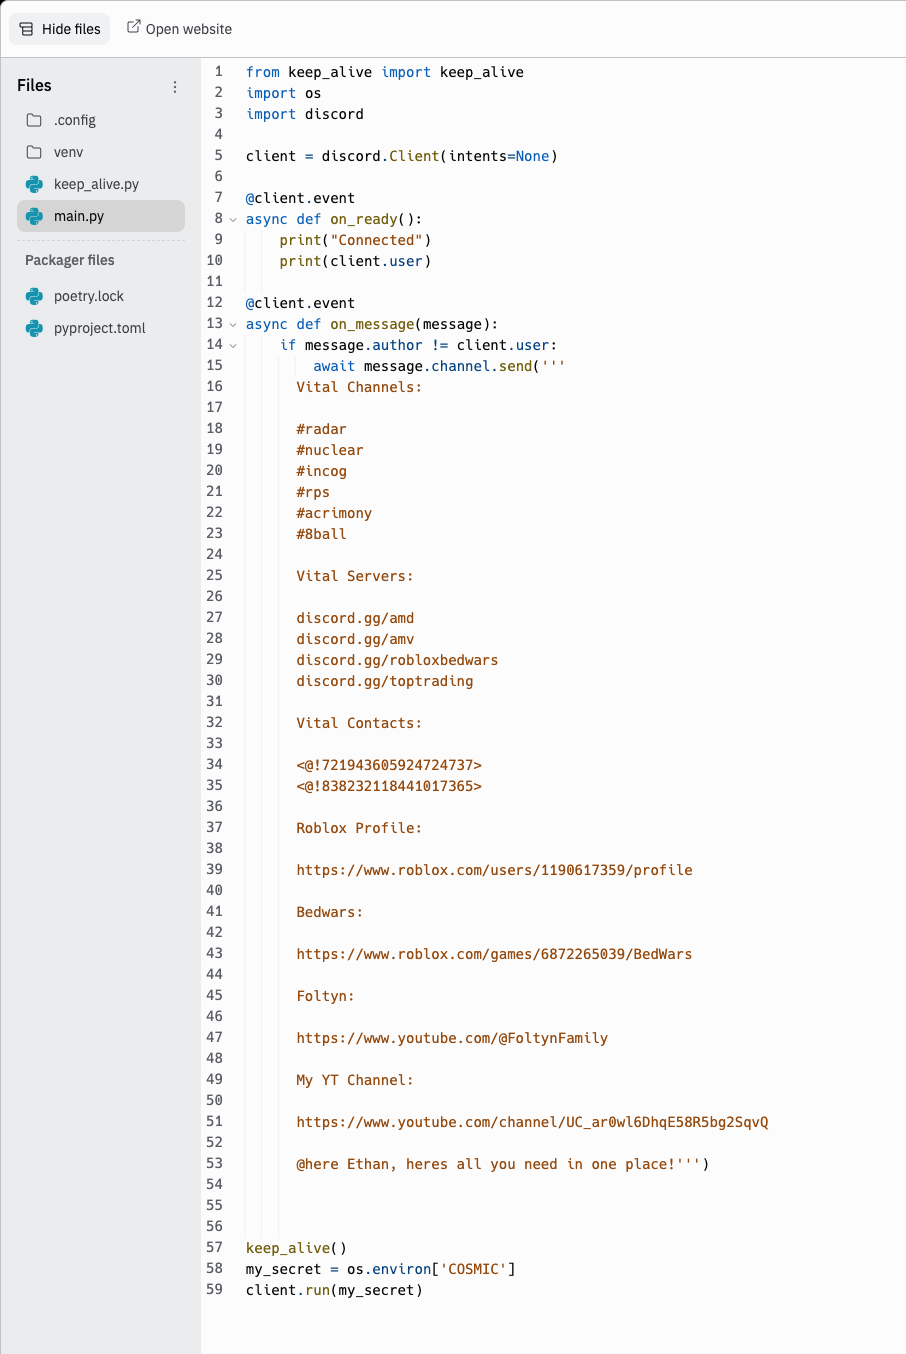 Hide files
Open website
Files
.config
venv
keep_alive.py
main.py
Packager files
poetry.lock
pyproject.toml
1 from keep_alive import keep_alive
2 import os
3 import discord
4
5 client = discord.Client(intents=None)
6
7 @client.event
8 async def on_ready():
9 print("Connected")
10 print(client.user)
11
12 @client.event
13 async def on_message(message):
14 if message.author != client.user:
15 await message.channel.send('''
16 Vital Channels:
17
18 #radar
19 #nuclear
20 #incog
21 #rps
22 #acrimony
23 #8ball
24
25 Vital Servers:
26
27 discord.gg/amd
28 discord.gg/amv
29 discord.gg/robloxbedwars
30 discord.gg/toptrading
31
32 Vital Contacts:
33
34 <@!721943605924724737>
35 <@!838232118441017365>
36
37 Roblox Profile:
38
39 https://www.roblox.com/users/1190617359/profile
40
41 Bedwars:
42
43 https://www.roblox.com/games/6872265039/BedWars
44
45 Foltyn:
46
47 https://www.youtube.com/@FoltynFamily
48
49 My YT Channel:
50
51 https://www.youtube.com/channel/UC_ar0wl6DhqE58R5bg2SqvQ
52
53 @here Ethan, heres all you need in one place!''')
54
55
56
57 keep_alive()
58 my_secret = os.environ['COSMIC']
59 client.run(my_secret)